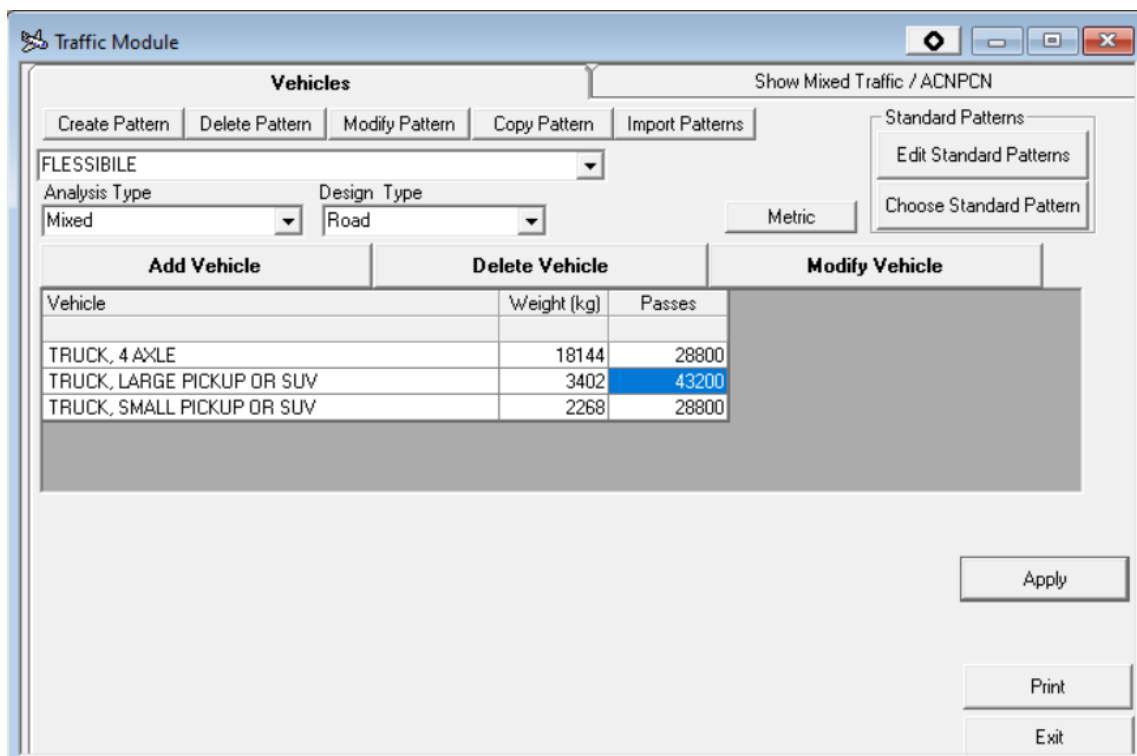 Traffic Module
Vehicles
Show Mixed Traffic / ACNPCN
Create Pattern
Delete Pattern
Modify Pattern
Copy Pattern
Import Patterns
Standard Patterns
Edit Standard Patterns
Choose Standard Pattern
FLESSIBILE
Analysis Type
Design Type
Mixed
Road
Metric
Add Vehicle
Delete Vehicle
Modify Vehicle
Vehicle Weight (kg) Passes
TRUCK, 4 AXLE 18144 28800
TRUCK, LARGE PICKUP OR SUV 3402 43200
TRUCK, SMALL PICKUP OR SUV 2268 28800
Apply
Print
Exit